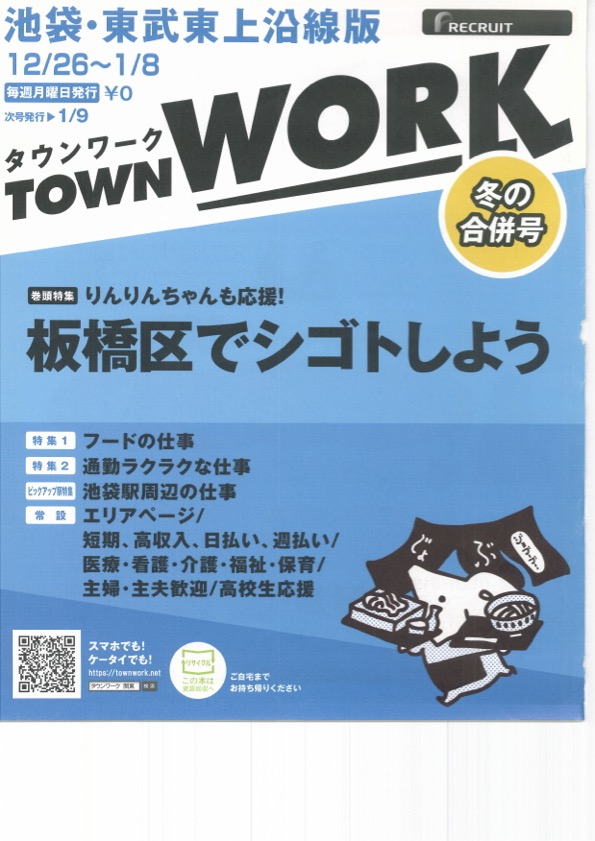 池袋・東武東上沿線版
RECRUIT
12/26～1/8
毎週月曜日発行 ¥0
次号発行▶1/9
タウンワーク
TOWN WORK
冬の
合併号
巻頭特集 りんりんちゃんも応援!
板橋区でシゴトしよう
特集1 フードの仕事
特集2 通勤ラクラクな仕事
ピックアップ駅特集 池袋駅周辺の仕事
常設 エリアページ/
短期、高収入、日払い、週払い/
医療・看護・介護・福祉・保育/
主婦・主夫歓迎/高校生応援
じょ
ぶ
スマホでも!
ケータイでも!
https://townwork.net
タウンワーク 関東 検索
リサイクル
この本は
雑誌回収へ
ご自宅まで
お持ち帰りください